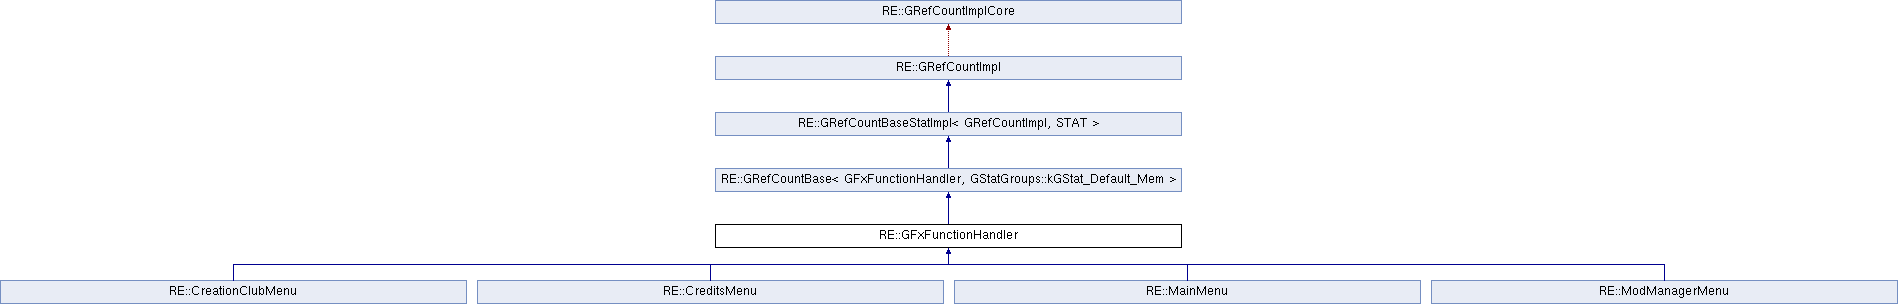 RE::GRefCountImplCore
RE::GRefCountImpl
RE::GRefCountBaseStatImpl< GRefCountImpl, STAT >
RE::GRefCountBase< GFxFunctionHandler, GStatGroups::kGStat_Default_Mem >
RE::GFxFunctionHandler
RE::CreationClubMenu
RE::CreditsMenu
RE::MainMenu
RE::ModManagerMenu